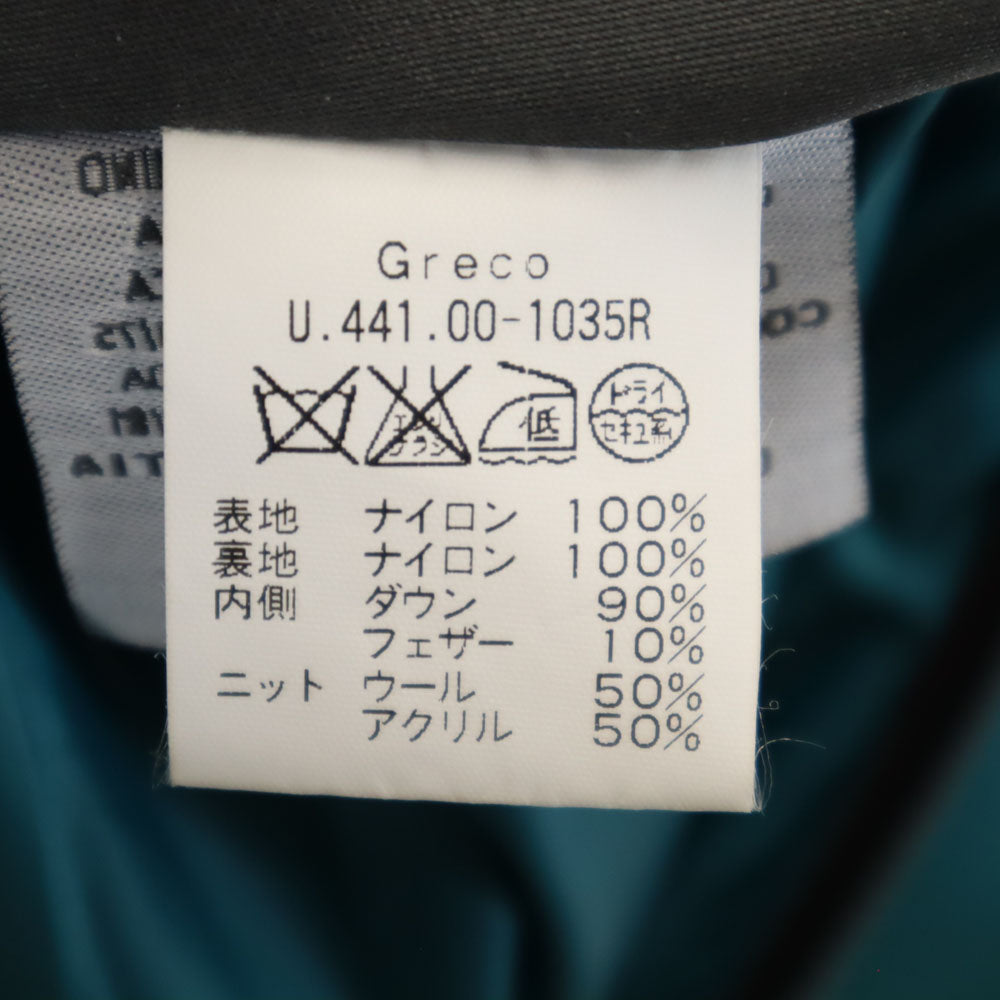 Greco
U.441.00-1035R
低
ドライ
セキユ系
表地 ナイロン 100%
裏地 ナイロン 100%
内側 ダウン 90%
フェザー 10%
ニット ウール 50%
アクリル 50%